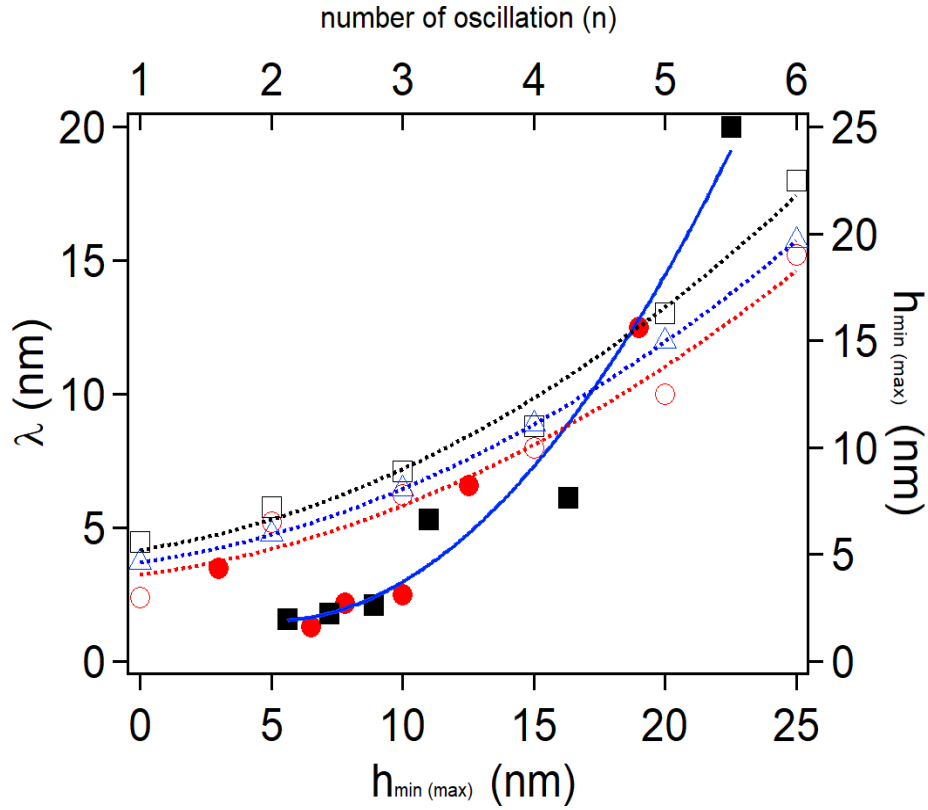 number of oscillation (n)
1 2 3 4 5 6
20 25
20
15
15
10
10
5 5
0 0
λ (nm)
hmin (max) (nm)
0 5 10 15 20 25
hmin (max) (nm)